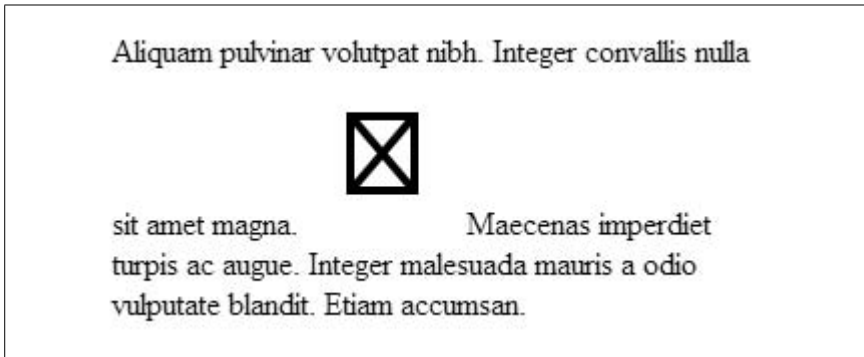 Aliquam pulvinar volutpat nibh. Integer convallis nulla
sit amet magna. Maecenas imperdiet
turpis ac augue. Integer malesuada mauris a odio
vulputate blandit. Etiam accumsan.